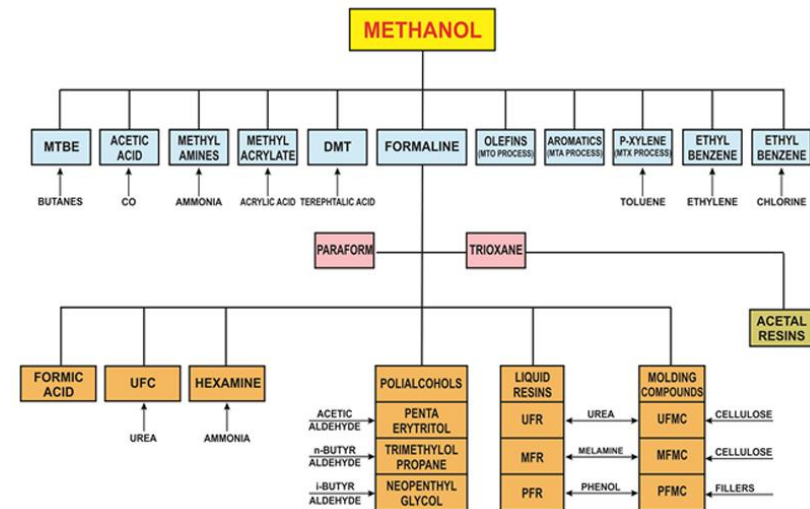 METHANOL
MTBE
ACETIC
ACID
METHYL
AMINES
METHYL
ACRYLATE
DMT
FORMALINE
OLEFINS
(MTO PROCESS)
AROMATICS
(MTA PROCESS)
P-XYLENE
(MTX PROCESS)
ETHYL
BENZENE
ETHYL
BENZENE
BUTANES
CO
AMMONIA
ACRYLIC ACID
TEREPHTALIC ACID
TOLUENE
ETHYLENE
CHLORINE
PARAFORM
TRIOXANE
ACETAL
RESINS
FORMIC
ACID
UFC
HEXAMINE
UREA
AMMONIA
POLIALCOHOLS
LIQUID
RESINS
MOLDING
COMPOUNDS
ACETIC
ALDEHYDE
PENTA
ERYTRITOL
UFR
UREA
UFMC
CELLULOSE
n-BUTYR
ALDEHYDE
TRIMETHYLOL
PROPANE
MFR
MELAMINE
MFMC
CELLULOSE
i-BUTYR
ALDEHYDE
NEOPENTHYL
GLYCOL
PFR
PHENOL
PFMC
FILLERS